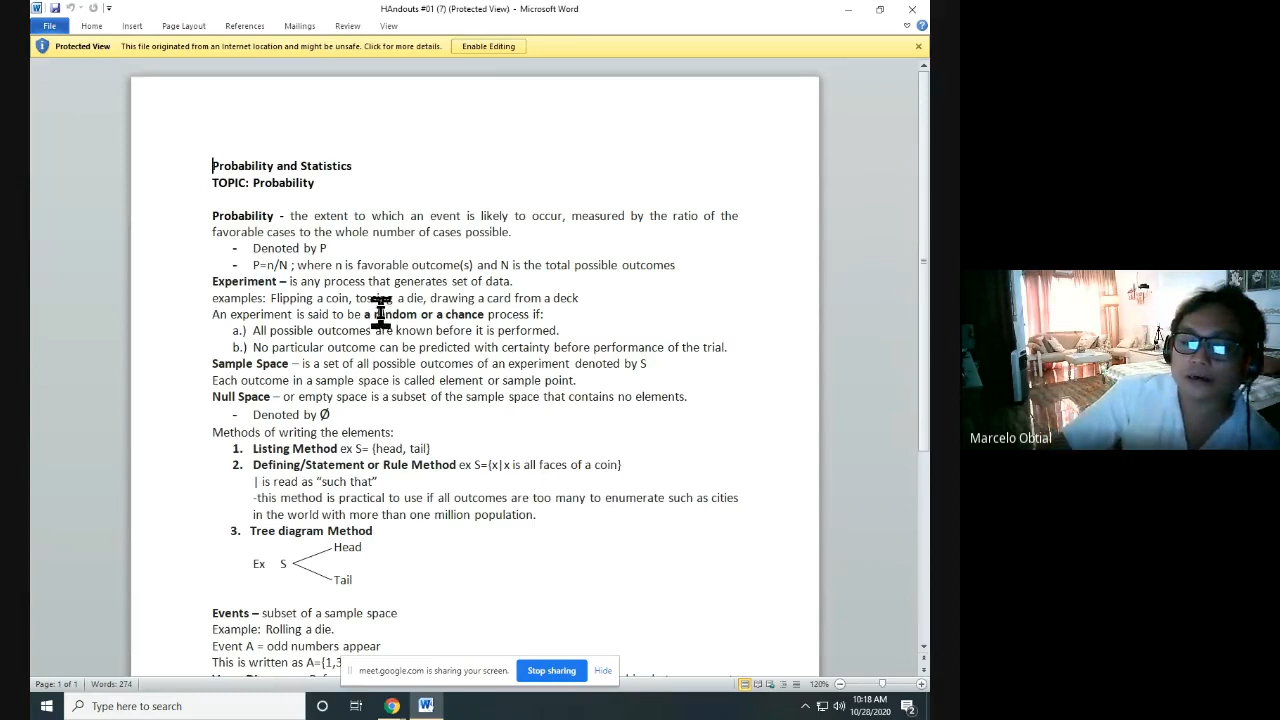 HAndouts #01 (7) (Protected View) - Microsoft Word
File Home Insert Page Layout References Mailings Review View
Protected View This file originated from an Internet location and might be unsafe. Click for more details. Enable Editing
Probability and Statistics
TOPIC: Probability
Probability - the extent to which an event is likely to occur, measured by the ratio of the
favorable cases to the whole number of cases possible.
- Denoted by P
- P=n/N ; where n is favorable outcome(s) and N is the total possible outcomes
Experiment – is any process that generates set of data.
examples: Flipping a coin, tossing a die, drawing a card from a deck
An experiment is said to be a random or a chance process if:
a.) All possible outcomes are known before it is performed.
b.) No particular outcome can be predicted with certainty before performance of the trial.
Sample Space – is a set of all possible outcomes of an experiment denoted by S
Each outcome in a sample space is called element or sample point.
Null Space – or empty space is a subset of the sample space that contains no elements.
- Denoted by Ø
Methods of writing the elements:
1. Listing Method ex S= {head, tail}
2. Defining/Statement or Rule Method ex S={x|x is all faces of a coin}
| is read as “such that”
-this method is practical to use if all outcomes are too many to enumerate such as cities
in the world with more than one million population.
3. Tree diagram Method
Head
Ex S
Tail
Events – subset of a sample space
Example: Rolling a die.
Event A = odd numbers appear
This is written as A={1,3
meet.google.com is sharing your screen. Stop sharing Hide
Marcelo Obtial
Page: 1 of 1 Words: 274 120%
Type here to search
10:18 AM
10/28/2020
2